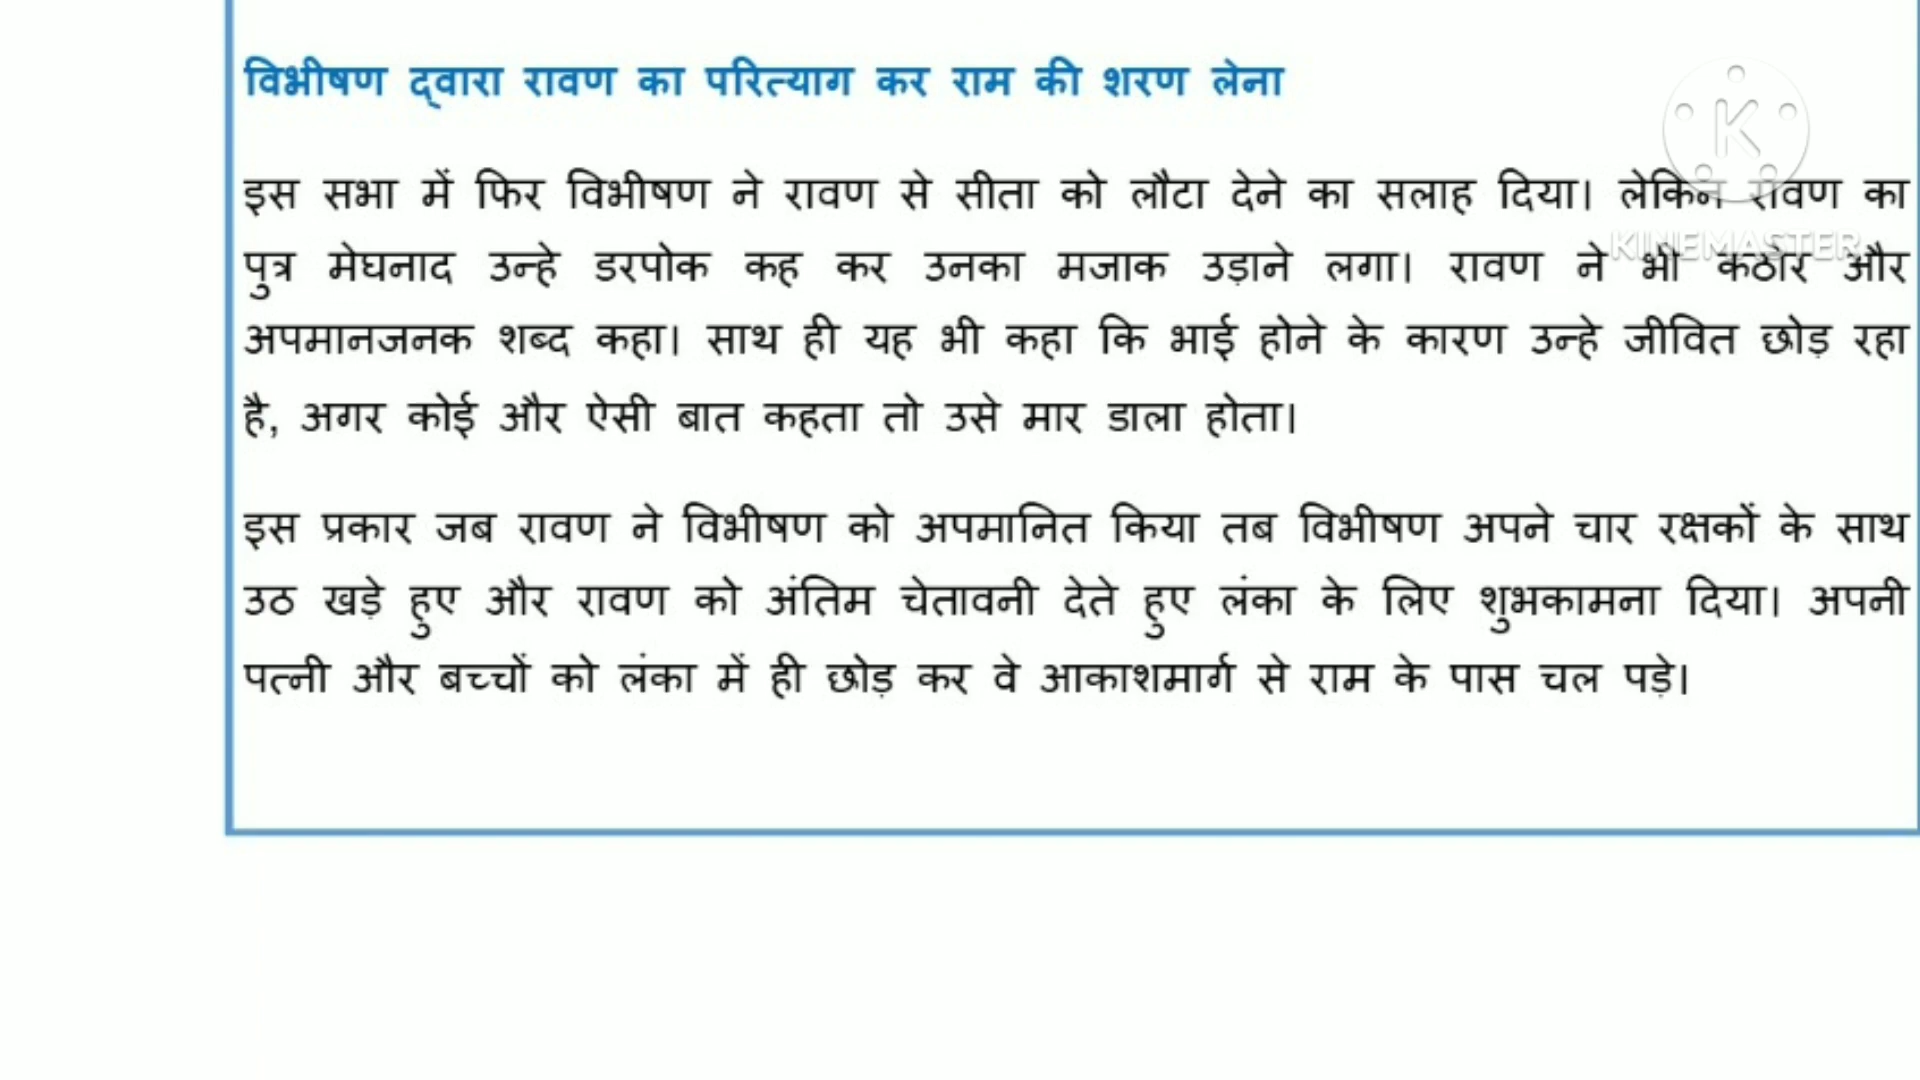 विभीषण द्वारा रावण का परित्याग कर राम की शरण लेना
इस सभा में फिर विभीषण ने रावण से सीता को लौटा देने का सलाह दिया। लेकिन रावण का
पुत्र मेघनाद उन्हे डरपोक कह कर उनका मजाक उड़ाने लगा। रावण ने भी कठोर और
अपमानजनक शब्द कहा। साथ ही यह भी कहा कि भाई होने के कारण उन्हे जीवित छोड़ रहा
है, अगर कोई और ऐसी बात कहता तो उसे मार डाला होता।
इस प्रकार जब रावण ने विभीषण को अपमानित किया तब विभीषण अपने चार रक्षकों के साथ
उठ खड़े हुए और रावण को अंतिम चेतावनी देते हुए लंका के लिए शुभकामना दिया। अपनी
पत्नी और बच्चों को लंका में ही छोड़ कर वे आकाशमार्ग से राम के पास चल पड़े।
K
KINEMASTER